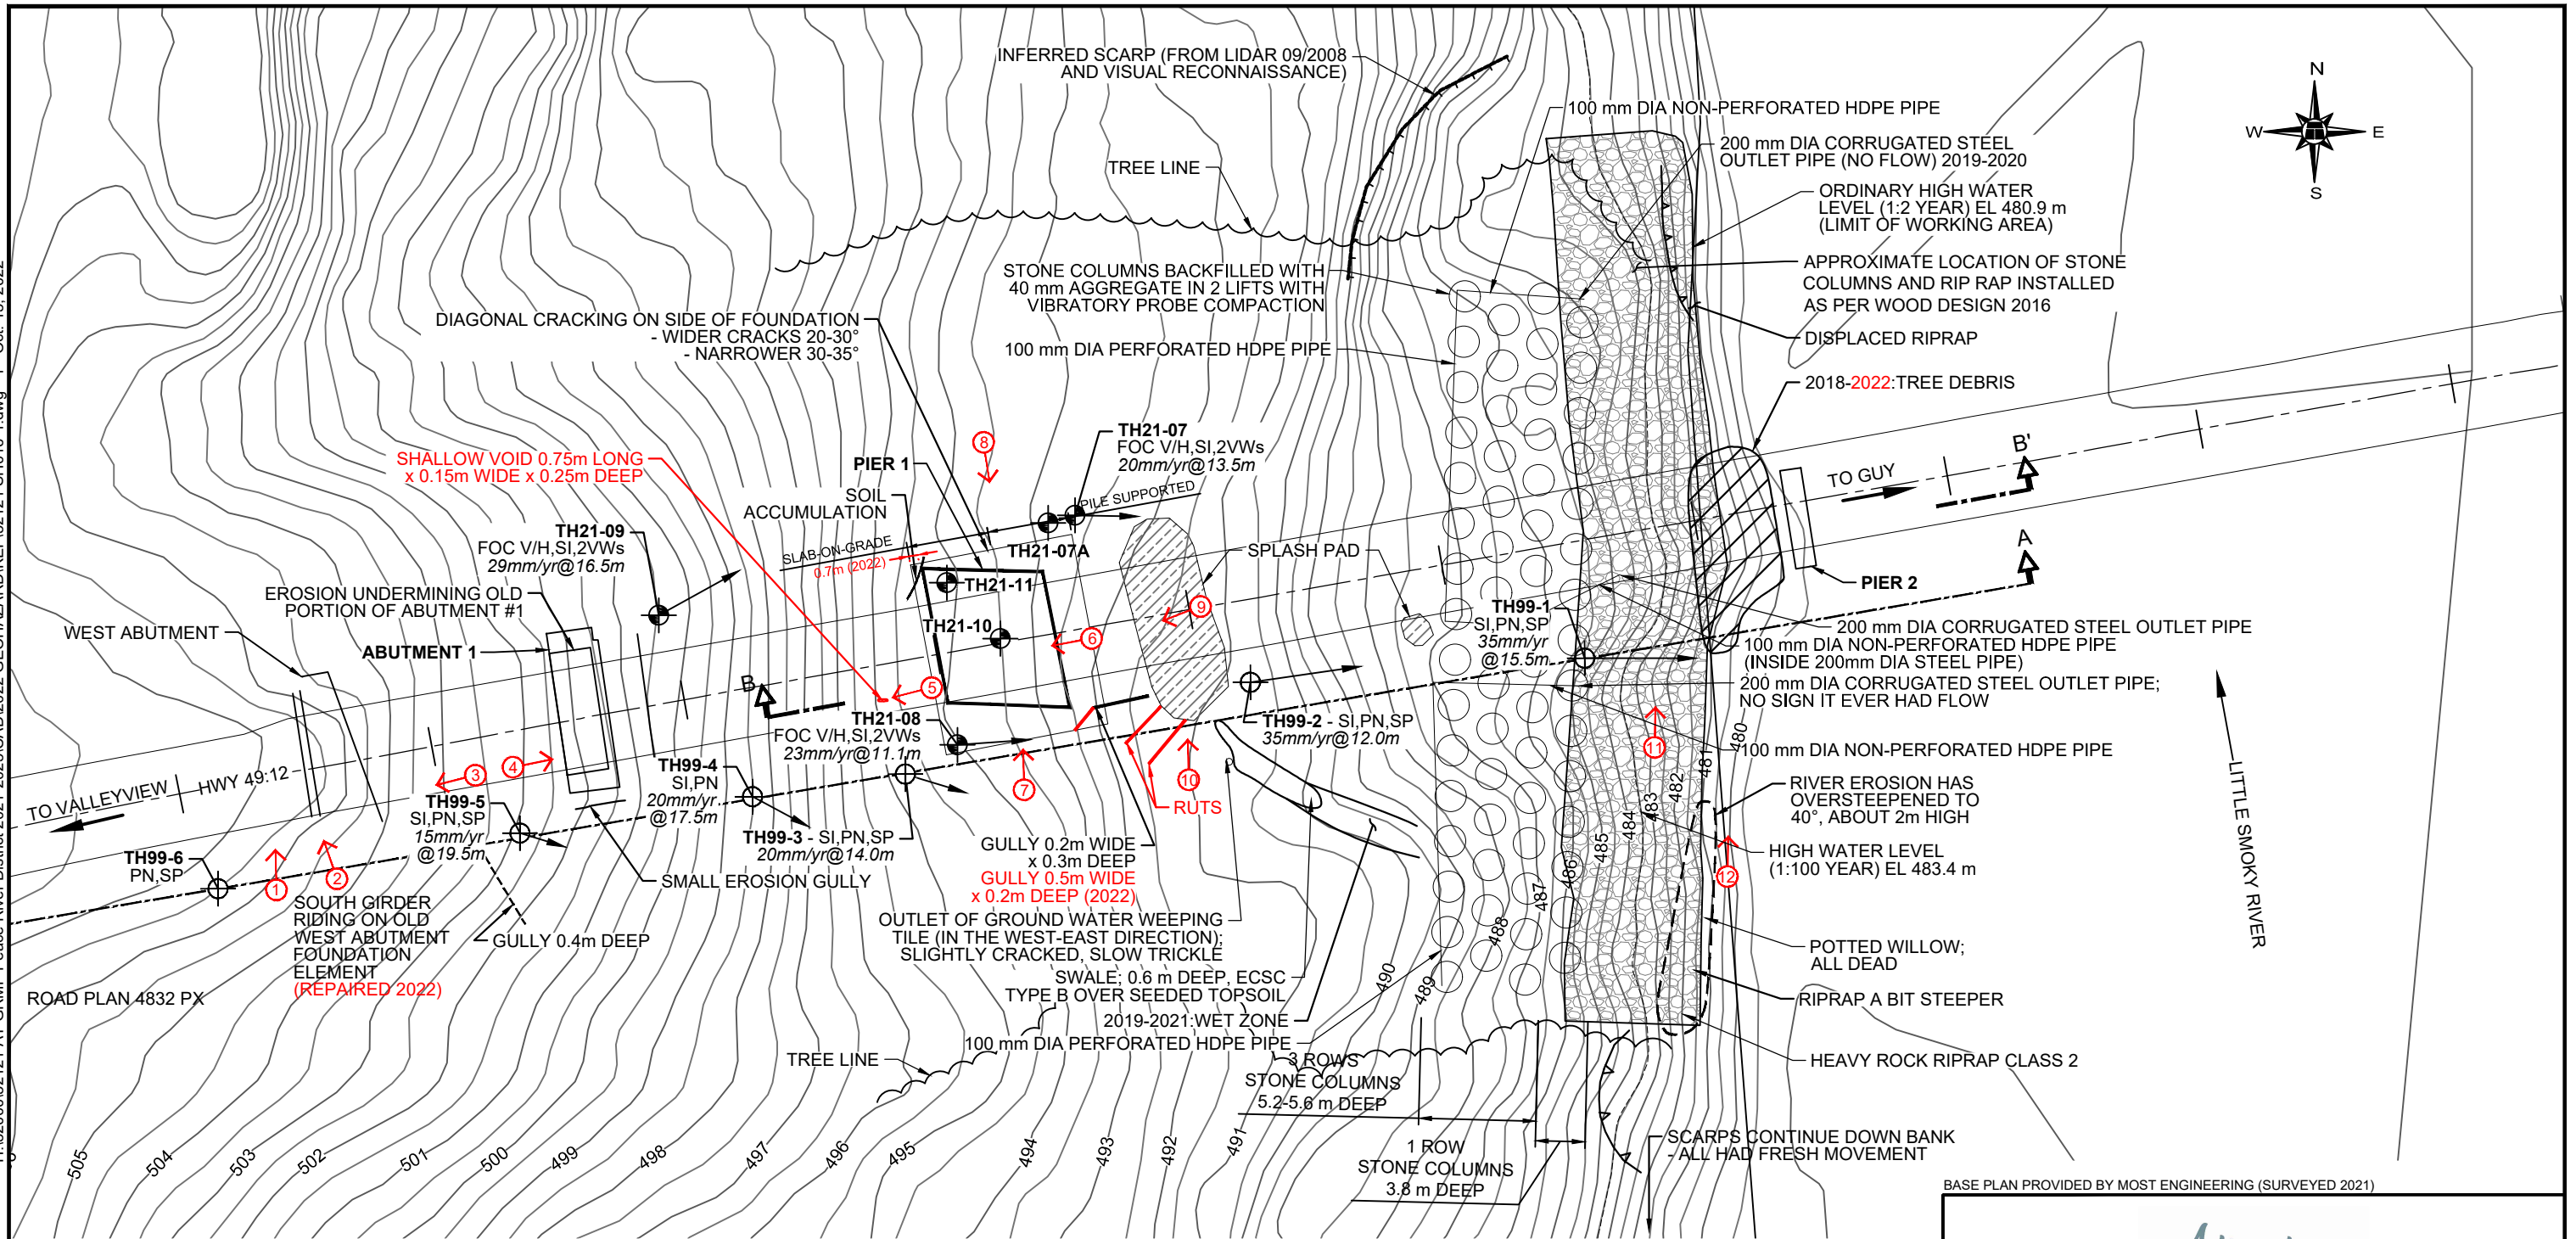 INFERRED SCARP (FROM LIDAR 09/2008
AND VISUAL RECONNAISSANCE)
TREE LINE
100 mm DIA NON-PERFORATED HDPE PIPE
200 mm DIA CORRUGATED STEEL
OUTLET PIPE (NO FLOW) 2019-2020
ORDINARY HIGH WATER
LEVEL (1:2 YEAR) EL 480.9 m
(LIMIT OF WORKING AREA)
N
W
E
S
STONE COLUMNS BACKFILLED WITH
40 mm AGGREGATE IN 2 LIFTS WITH
VIBRATORY PROBE COMPACTION
APPROXIMATE LOCATION OF STONE
COLUMNS AND RIP RAP INSTALLED
AS PER WOOD DESIGN 2016
DISPLACED RIPRAP
DIAGONAL CRACKING ON SIDE OF FOUNDATION
- WIDER CRACKS 20-30°
- NARROWER 30-35°
100 mm DIA PERFORATED HDPE PIPE
2018-2022:TREE DEBRIS
SHALLOW VOID 0.75m LONG
x 0.15m WIDE x 0.25m DEEP
PIER 1
8
TH21-07
FOC V/H,SI,2VWs
20mm/yr@13.5m
SOIL
ACCUMULATION
PILE SUPPORTED
SLAB-ON-GRADE
0.7m (2022)
TO GUY
B'
TH21-09
FOC V/H,SI,2VWs
29mm/yr@16.5m
TH21-07A
SPLASH PAD
A
TH21-11
PIER 2
EROSION UNDERMINING OLD
PORTION OF ABUTMENT #1
WEST ABUTMENT
ABUTMENT 1
TH21-10
6
9
TH99-1
SI,PN,SP
35mm/yr
@15.5m
200 mm DIA CORRUGATED STEEL OUTLET PIPE
100 mm DIA NON-PERFORATED HDPE PIPE
(INSIDE 200mm DIA STEEL PIPE)
200 mm DIA CORRUGATED STEEL OUTLET PIPE;
NO SIGN IT EVER HAD FLOW
B
5
TH21-08
FOC V/H,SI,2VWs
23mm/yr@11.1m
TH99-2 - SI,PN,SP
35mm/yr@12.0m
100 mm DIA NON-PERFORATED HDPE PIPE
TO VALLEYVIEW
HWY 49:12
3
4
TH99-4
SI,PN
20mm/yr
@17.5m
7
10
11
RUTS
TH99-5
SI,PN,SP
15mm/yr
@19.5m
TH99-3 - SI,PN,SP
20mm/yr@14.0m
RIVER EROSION HAS
OVERSTEEPENED TO
40°, ABOUT 2m HIGH
LITTLE SMOKY RIVER
TH99-6
PN,SP
1
2
SMALL EROSION GULLY
GULLY 0.2m WIDE
x 0.3m DEEP
GULLY 0.5m WIDE
x 0.2m DEEP (2022)
HIGH WATER LEVEL
(1:100 YEAR) EL 483.4 m
12
SOUTH GIRDER
RIDING ON OLD
WEST ABUTMENT
FOUNDATION
ELEMENT
(REPAIRED 2022)
GULLY 0.4m DEEP
OUTLET OF GROUND WATER WEEPING
TILE (IN THE WEST-EAST DIRECTION);
SLIGHTLY CRACKED, SLOW TRICKLE
POTTED WILLOW;
ALL DEAD
SWALE; 0.6 m DEEP, ECSC
TYPE B OVER SEEDED TOPSOIL
ROAD PLAN 4832 PX
RIPRAP A BIT STEEPER
2019-2021:WET ZONE
100 mm DIA PERFORATED HDPE PIPE
TREE LINE
HEAVY ROCK RIPRAP CLASS 2
3 ROWS
STONE COLUMNS
5.2-5.6 m DEEP
1 ROW
STONE COLUMNS
3.8 m DEEP
SCARPS CONTINUE DOWN BANK
- ALL HAD FRESH MOVEMENT
505
504
503
502
501
500
499
498
497
496
495
494
493
492
491
490
489
488
487
486
485
484
483
482
481
480
BASE PLAN PROVIDED BY MOST ENGINEERING (SURVEYED 2021)